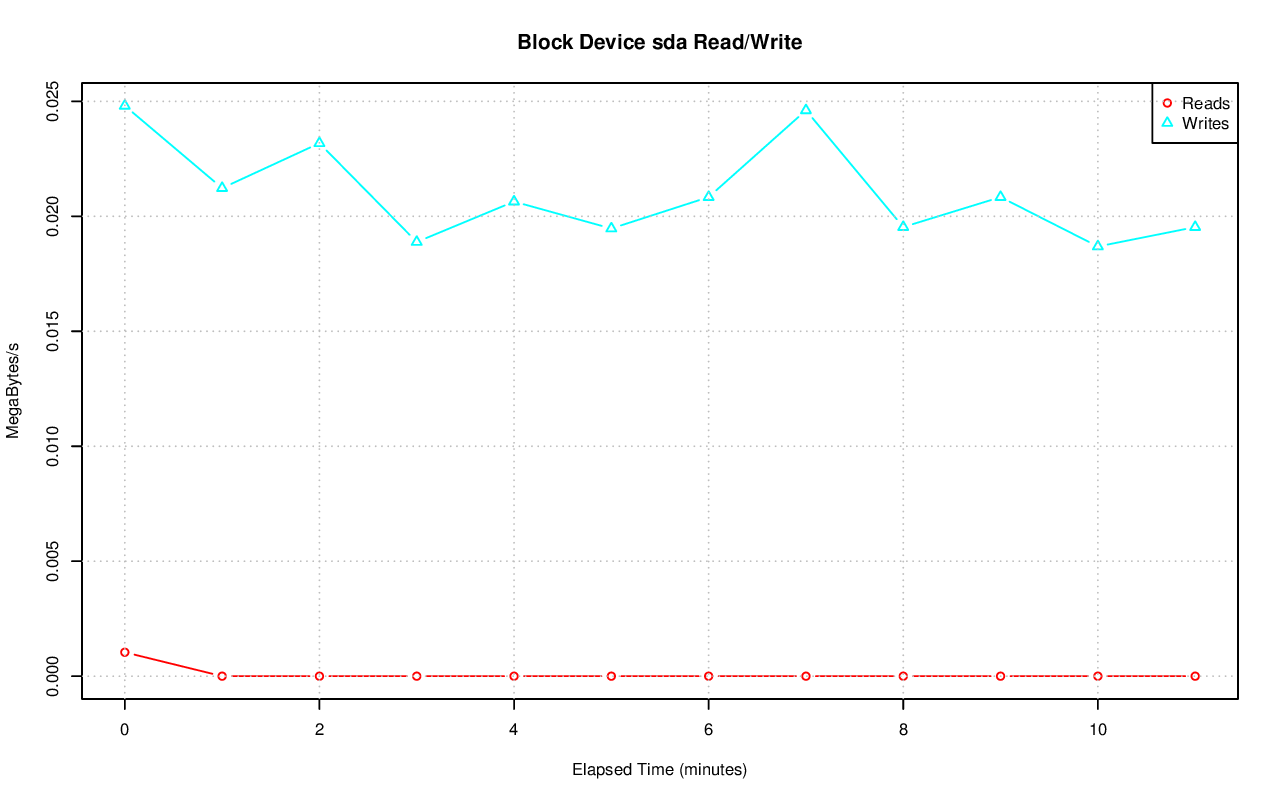 Block Device sda Read/Write
Reads
Writes
MegaBytes/s
0.025
0.020
0.015
0.010
0.005
0.000
0 2 4 6 8 10
Elapsed Time (minutes)